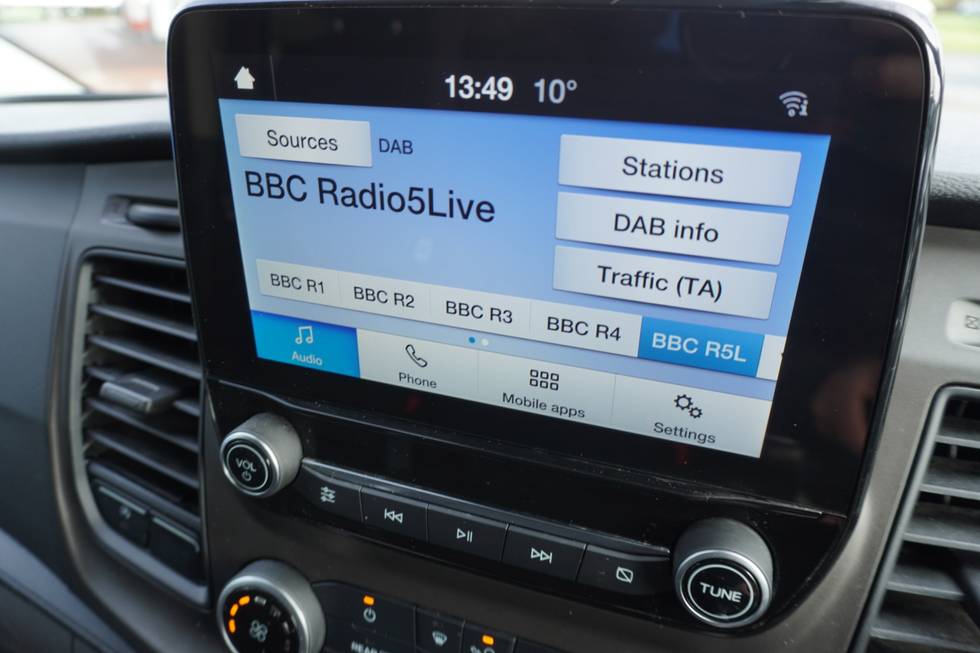 13:49 10°
Sources DAB
BBC Radio5Live
Stations
DAB info
Traffic (TA)
BBC R1 BBC R2 BBC R3 BBC R4 BBC R5L
Audio Phone Mobile apps Settings
VOL
TUNE
REAR